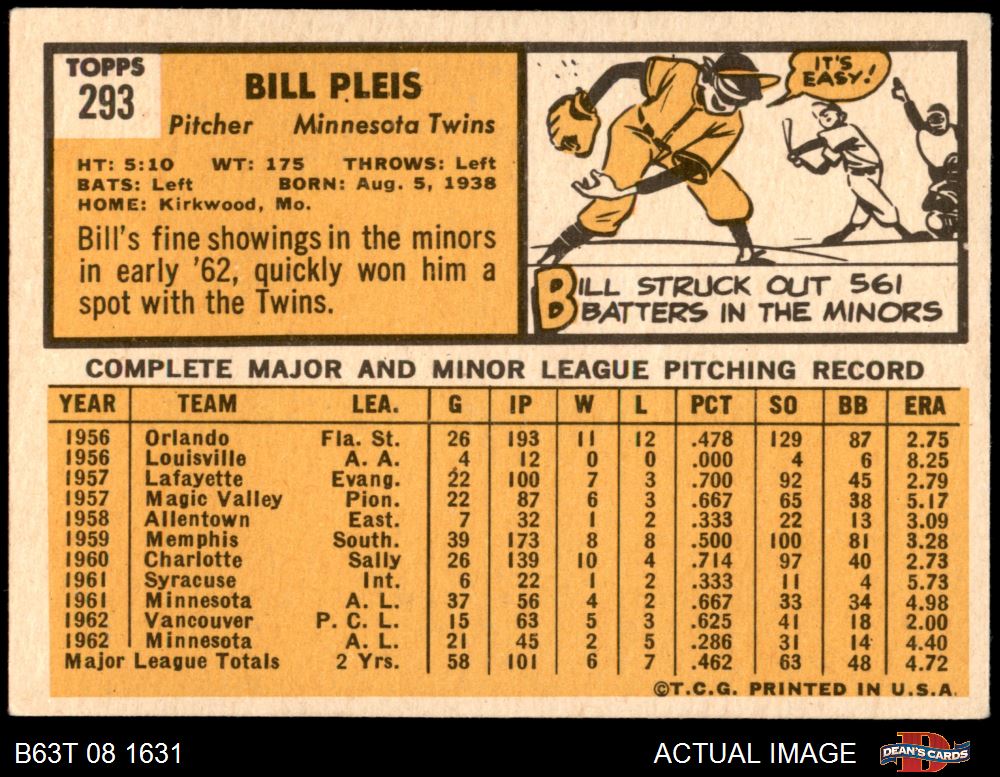 TOPPS
293
BILL PLEIS
Pitcher Minnesota Twins
HT: 5:10 WT: 175 THROWS: Left
BATS: Left BORN: Aug. 5, 1938
HOME: Kirkwood, Mo.
Bill's fine showings in the minors
in early '62, quickly won him a
spot with the Twins.
IT'S
EASY!
BILL STRUCK OUT 561
BATTERS IN THE MINORS
COMPLETE MAJOR AND MINOR LEAGUE PITCHING RECORD
YEAR TEAM LEA. G IP W L PCT SO BB ERA
1956 Orlando Fla. St. 26 193 11 12 .478 129 87 2.75
1956 Louisville A. A. 4 12 0 0 .000 4 6 8.25
1957 Lafayette Evang. 22 100 7 3 .700 92 45 2.79
1957 Magic Valley Pion. 22 87 6 3 .667 65 38 5.17
1958 Allentown East. 7 32 1 2 .333 22 13 3.09
1959 Memphis South. 39 173 8 8 .500 100 81 3.28
1960 Charlotte Sally 26 139 10 4 .714 97 40 2.73
1961 Syracuse Int. 6 22 1 2 .333 11 4 5.73
1961 Minnesota A. L. 37 56 4 2 .667 33 34 4.98
1962 Vancouver P. C. L. 15 63 5 3 .625 41 18 2.00
1962 Minnesota A. L. 21 45 2 5 .286 31 14 4.40
Major League Totals 2 Yrs. 58 101 6 7 .462 63 48 4.72
©T.C.G. PRINTED IN U.S.A.
B63T 08 1631 ACTUAL IMAGE DEAN'S CARDS